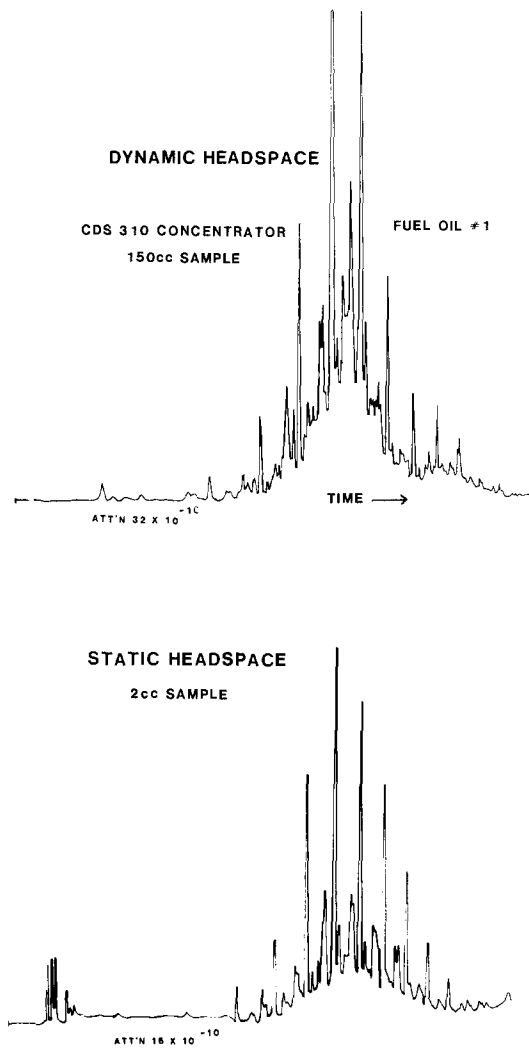 DYNAMIC HEADSPACE
CDS 310 CONCENTRATOR
150cc SAMPLE
FUEL OIL #1
TIME →
ATT'N 32 X 10⁻¹⁰
STATIC HEADSPACE
2cc SAMPLE
ATT'N 16 X 10⁻¹⁰